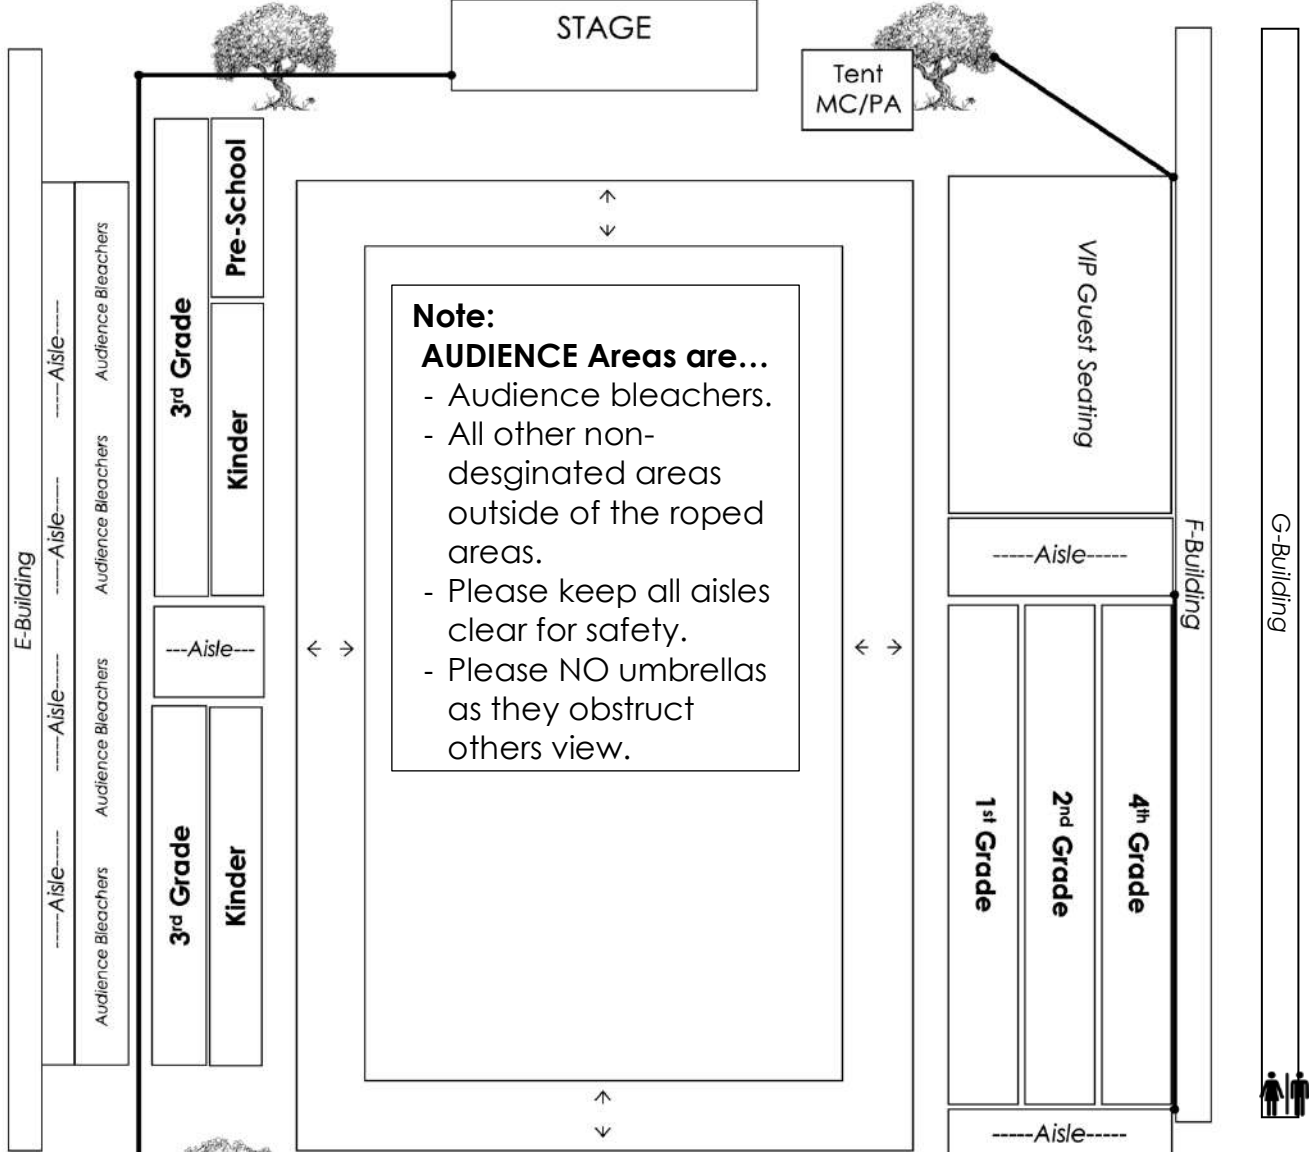 STAGE
Tent
MC/PA
E-Building
-----Aisle-----
-----Aisle-----
-----Aisle-----
-----Aisle-----
Audience Bleachers
Audience Bleachers
Audience Bleachers
Audience Bleachers
3rd Grade
Pre-School
Kinder
---Aisle---
3rd Grade
Kinder
Note:
AUDIENCE Areas are…
- Audience bleachers.
- All other non-
desginated areas
outside of the roped
areas.
- Please keep all aisles
clear for safety.
- Please NO umbrellas
as they obstruct
others view.
VIP Guest Seating
-----Aisle-----
1st Grade
2nd Grade
4th Grade
-----Aisle-----
F-Building
G-Building